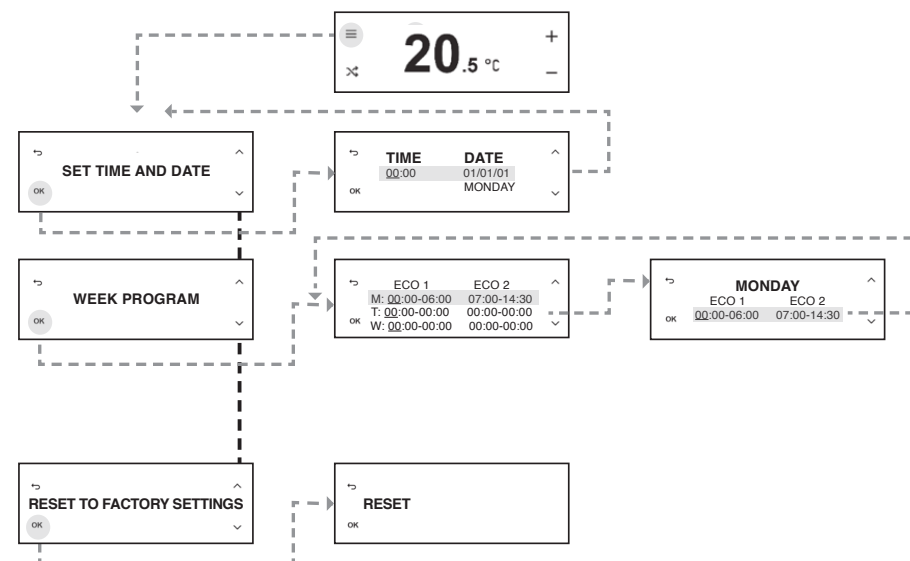 20.5 °C
SET TIME AND DATE
OK
TIME DATE
00:00 01/01/01
MONDAY
OK
WEEK PROGRAM
OK
ECO 1 ECO 2
M: 00:00-06:00 07:00-14:30
T: 00:00-00:00 00:00-00:00
W: 00:00-00:00 00:00-00:00
OK
MONDAY
ECO 1 ECO 2
00:00-06:00 07:00-14:30
OK
RESET TO FACTORY SETTINGS
OK
RESET
OK